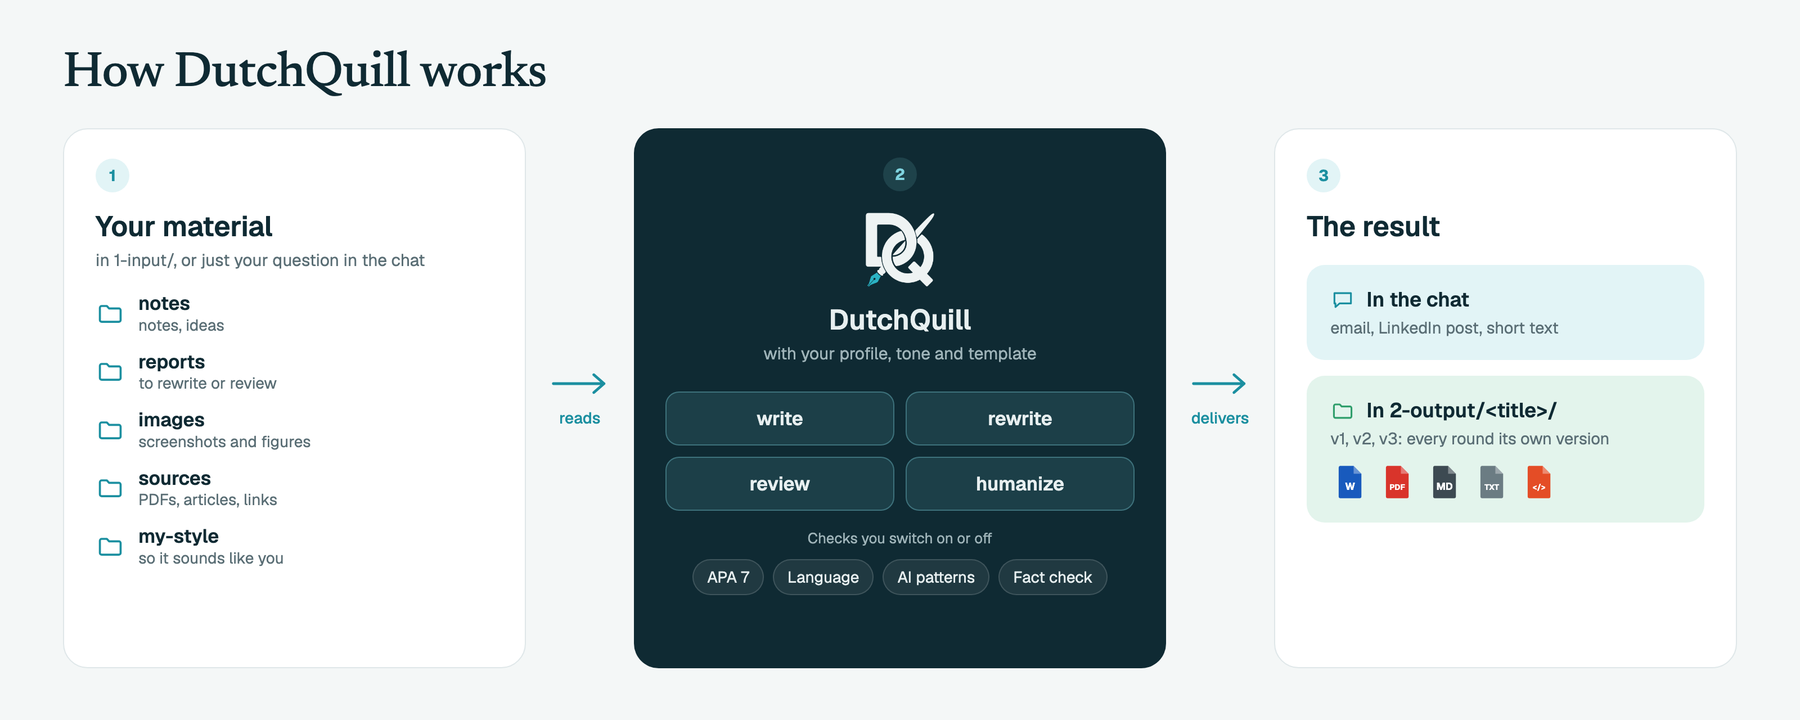 How DutchQuill works
1
Your material
in 1-input/, or just your question in the chat
notes
notes, ideas
reports
to rewrite or review
images
screenshots and figures
sources
PDFs, articles, links
my-style
so it sounds like you
reads
2
DQ
DutchQuill
with your profile, tone and template
write
rewrite
review
humanize
Checks you switch on or off
APA 7
Language
AI patterns
Fact check
delivers
3
The result
In the chat
email, LinkedIn post, short text
In 2-output/<title>/
v1, v2, v3: every round its own version
W
PDF
MD
TXT
</>